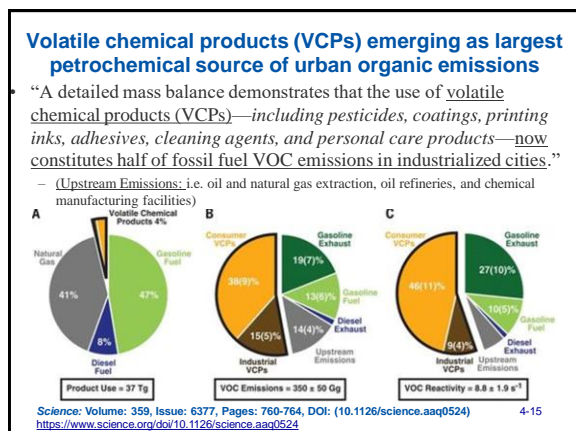 Volatile chemical products (VCPs) emerging as largest
petrochemical source of urban organic emissions
• “A detailed mass balance demonstrates that the use of volatile
chemical products (VCPs)—including pesticides, coatings, printing
inks, adhesives, cleaning agents, and personal care products—now
constitutes half of fossil fuel VOC emissions in industrialized cities.”
– (Upstream Emissions: i.e. oil and natural gas extraction, oil refineries, and chemical
manufacturing facilities)
A
Volatile Chemical
Products 4%
Natural
Gas
Gasoline
Fuel
41%
47%
8%
Diesel
Fuel
Product Use = 37 Tg
B
Consumer
VCPs
Gasoline
Exhaust
19(7)%
38(9)%
13(6)%
Gasoline
Fuel
Diesel
Exhaust
14(4)%
15(5)%
Upstream
Emissions
Industrial
VCPs
VOC Emissions = 350 ± 50 Gg
C
Consumer
VCPs
Gasoline
Exhaust
27(10)%
46(11)%
10(5)%
Gasoline
Fuel
Diesel
Exhaust
9(4)%
Upstream
Emissions
Industrial
VCPs
VOC Reactivity = 8.8 ± 1.9 s⁻¹
Science: Volume: 359, Issue: 6377, Pages: 760-764, DOI: (10.1126/science.aaq0524)
4-15
https://www.science.org/doi/10.1126/science.aaq0524